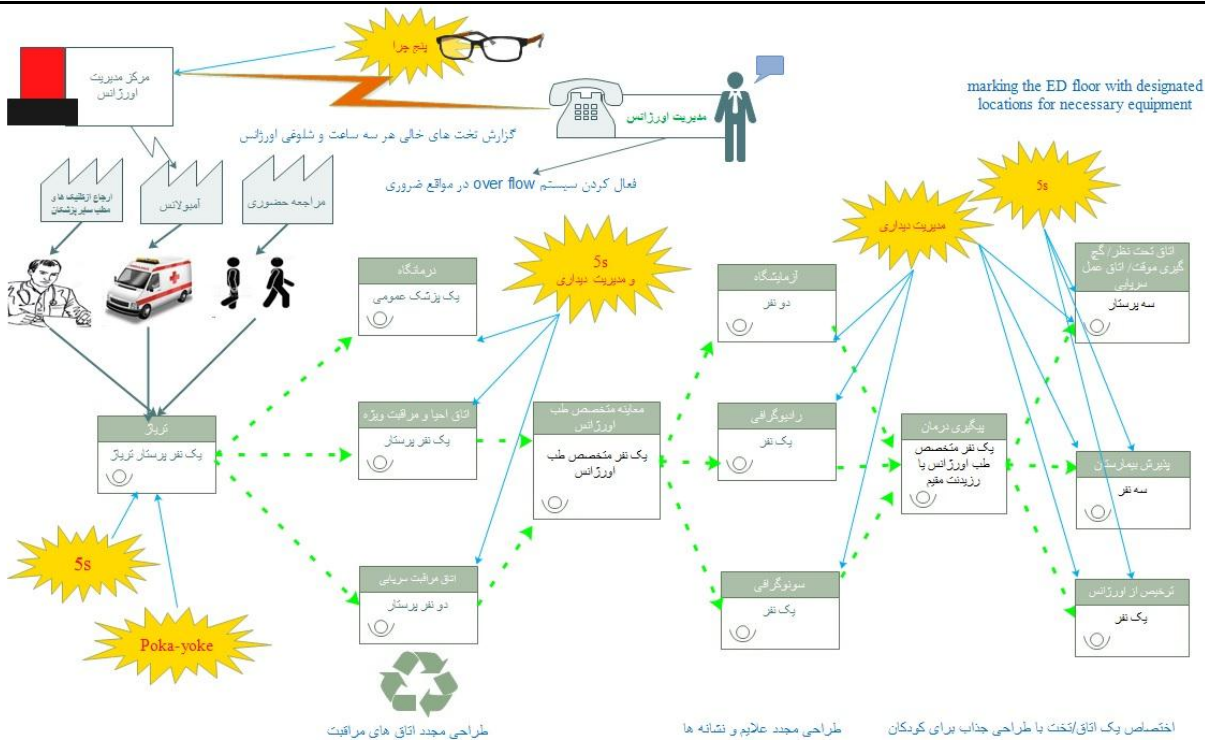 پنج چرا
مرکز مدیریت
اورژانس
مدیریت اورژانس
marking the ED floor with designated
locations for necessary equipment
گزارش تخت های خالی هر سه ساعت و شلوغی اورژانس
فعال کردن سیستم over flow در مواقع ضروری
ارجاع از کلینیک ها و
مطب سایر پزشکان
آمبولانس
مراجعه حضوری
5s
و مدیریت دیداری
مدیریت دیداری
5s
درمانگاه
یک پزشک عمومی
آزمایشگاه
دو نفر
اتاق تحت نظر/ گچ
گیری موقت/ اتاق عمل
سرپایی
سه پرستار
تریاژ
یک نفر پرستار تریاژ
اتاق احیا و مراقبت ویژه
یک نفر پرستار
معاینه متخصص طب
اورژانس
یک نفر متخصص طب
اورژانس
رادیوگرافی
یک نفر
پیگیری درمان
یک نفر متخصص
طب اورژانس یا
رزیدنت مقیم
پذیرش بیمارستان
سه نفر
5s
Poka-yoke
اتاق مراقبت سرپایی
دو نفر پرستار
سونوگرافی
یک نفر
ترخیص از اورژانس
یک نفر
طراحی مجدد اتاق های مراقبت
طراحی مجدد علایم و نشانه ها
اختصاص یک اتاق/تخت با طراحی جذاب برای کودکان